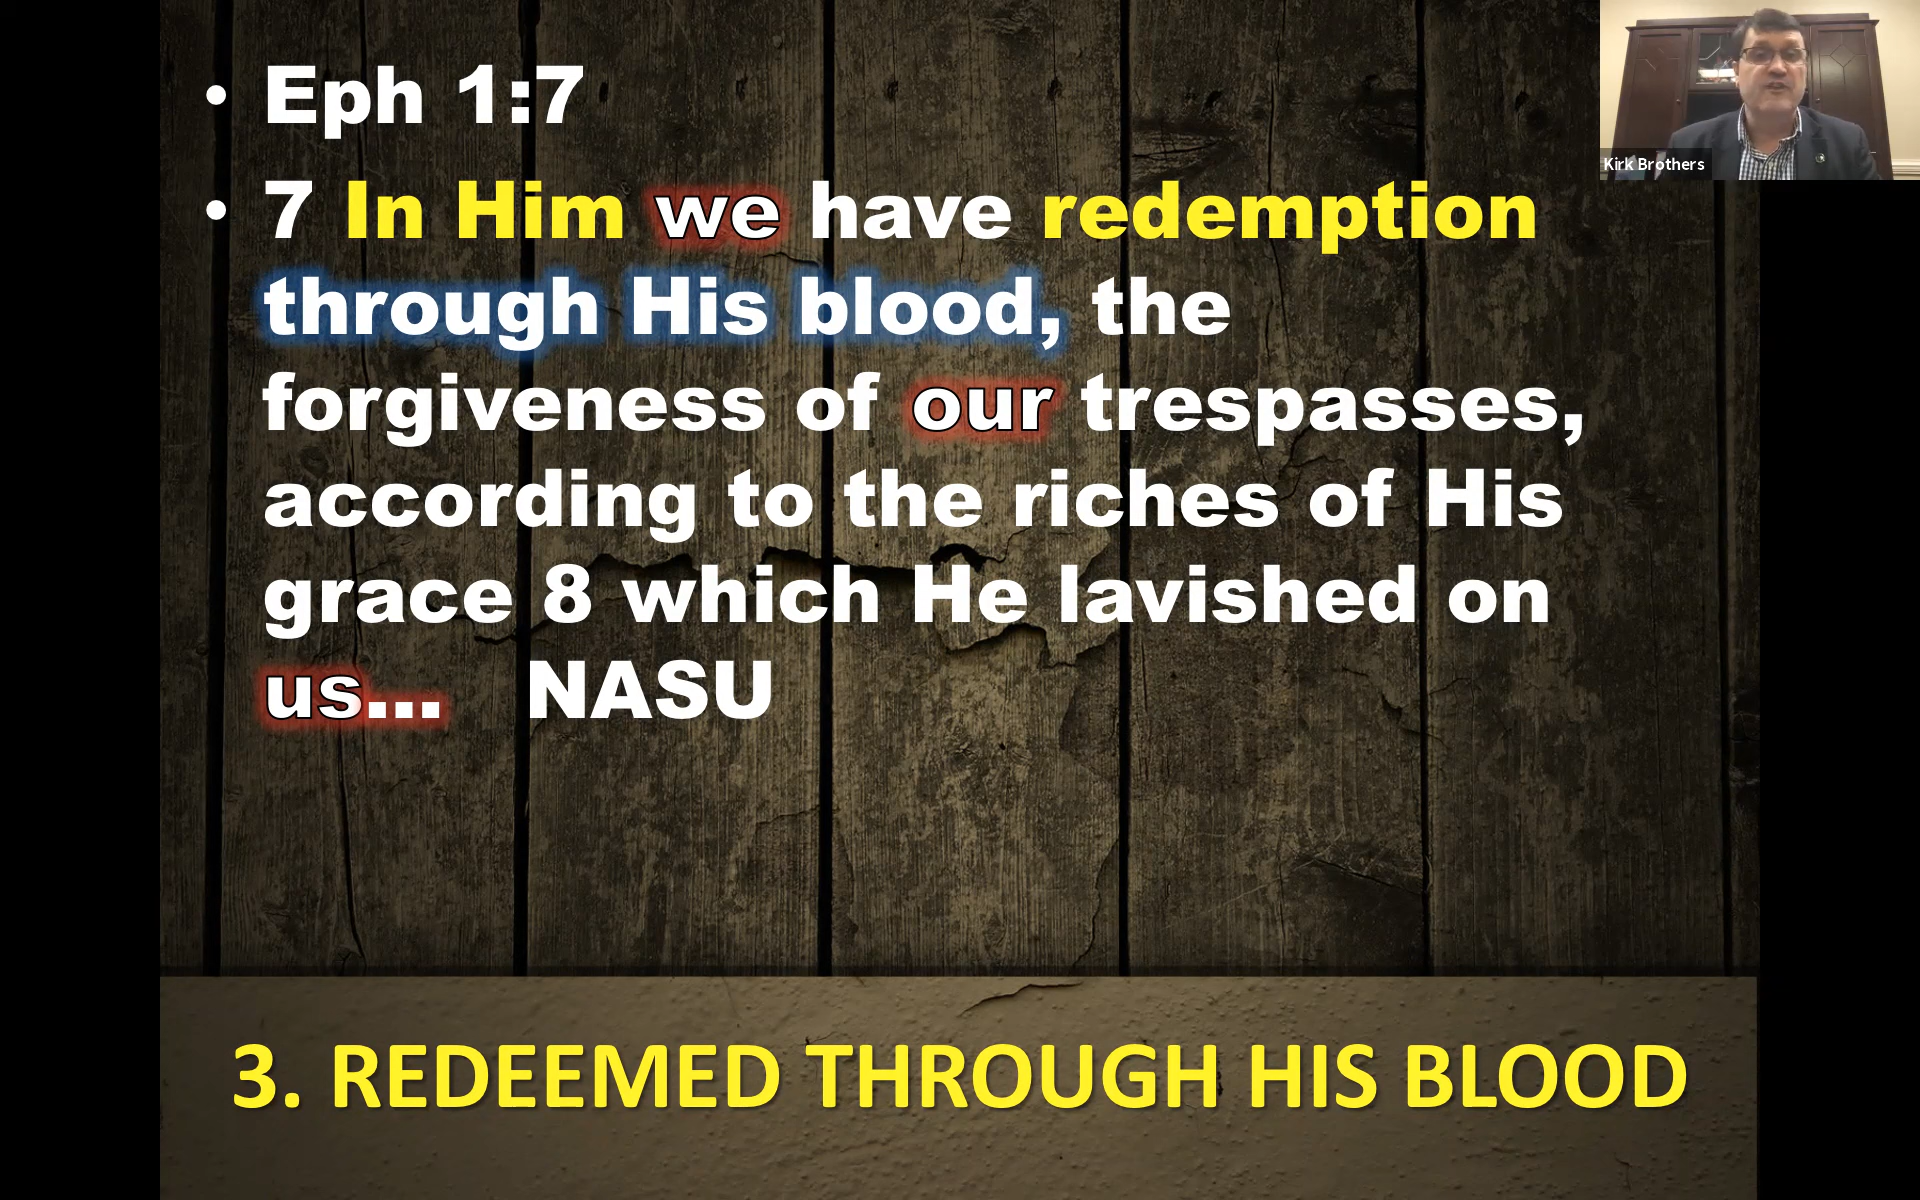 • Eph 1:7
• 7 In Him we have redemption
through His blood, the
forgiveness of our trespasses,
according to the riches of His
grace 8 which He lavished on
us... NASU
3. REDEEMED THROUGH HIS BLOOD
Kirk Brothers